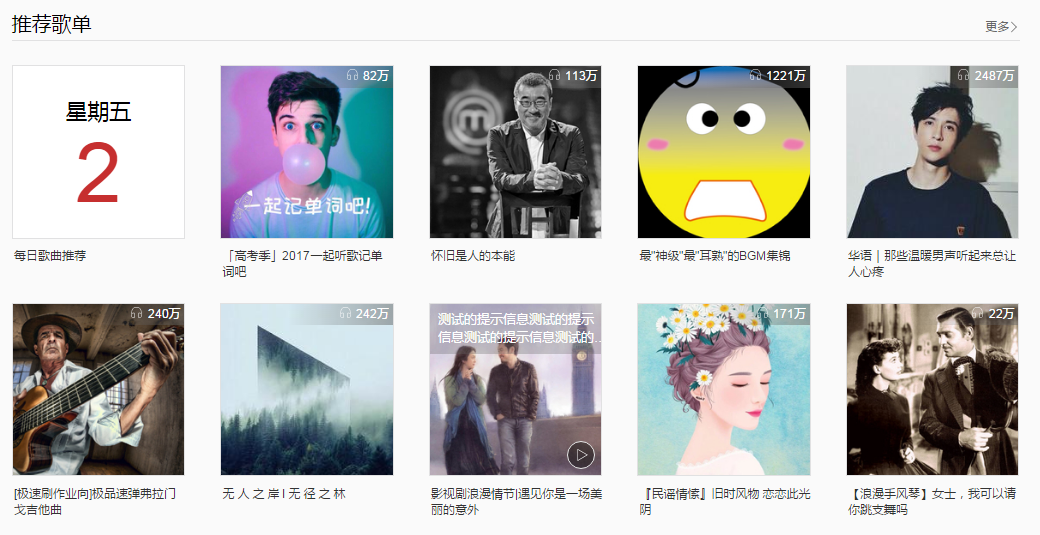 推荐歌单
更多
82万
113万
1221万
2487万
星期五
2
一起记单词吧!
每日歌曲推荐
「高考季」2017一起听歌记单
词吧
怀旧是人的本能
最"神级"最"耳熟"的BGM集锦
华语 | 那些温暖男声听起来总让
人心疼
240万
242万
测试的提示信息测试的提示
信息测试的提示信息测试的...
171万
22万
[极速刷作业向]极品速弹弗拉门
戈吉他曲
无 人 之 岸 I 无 径 之 林
影视剧浪漫情节|遇见你是一场美
丽的意外
『民谣情愫』旧时风物 恋恋此光
阴
【浪漫手风琴】女士，我可以请
你跳支舞吗